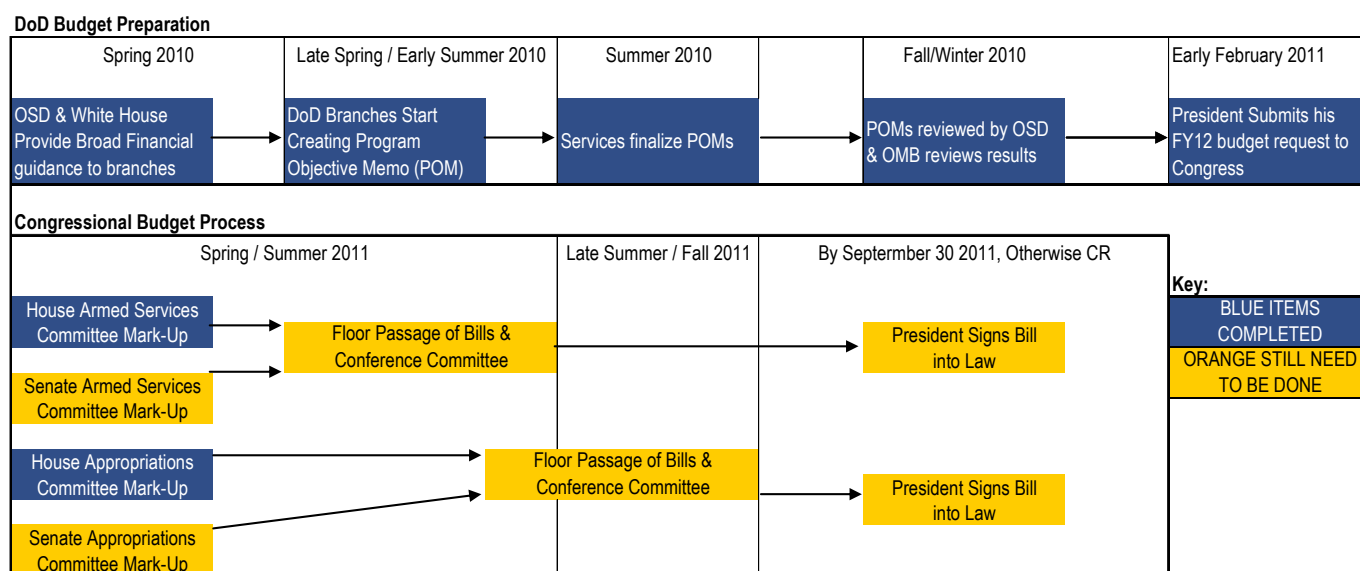 DoD Budget Preparation
Spring 2010
Late Spring / Early Summer 2010
Summer 2010
Fall/Winter 2010
Early February 2011
OSD & White House
Provide Broad Financial
guidance to branches
DoD Branches Start
Creating Program
Objective Memo (POM)
Services finalize POMs
POMs reviewed by OSD
& OMB reviews results
President Submits his
FY12 budget request to
Congress
Congressional Budget Process
Spring / Summer 2011
Late Summer / Fall 2011
By Septermber 30 2011, Otherwise CR
House Armed Services
Committee Mark-Up
Floor Passage of Bills &
Conference Committee
President Signs Bill
into Law
Senate Armed Services
Committee Mark-Up
House Appropriations
Committee Mark-Up
Floor Passage of Bills &
Conference Committee
President Signs Bill
into Law
Senate Appropriations
Committee Mark-Up
Key:
BLUE ITEMS
COMPLETED
ORANGE STILL NEED
TO BE DONE